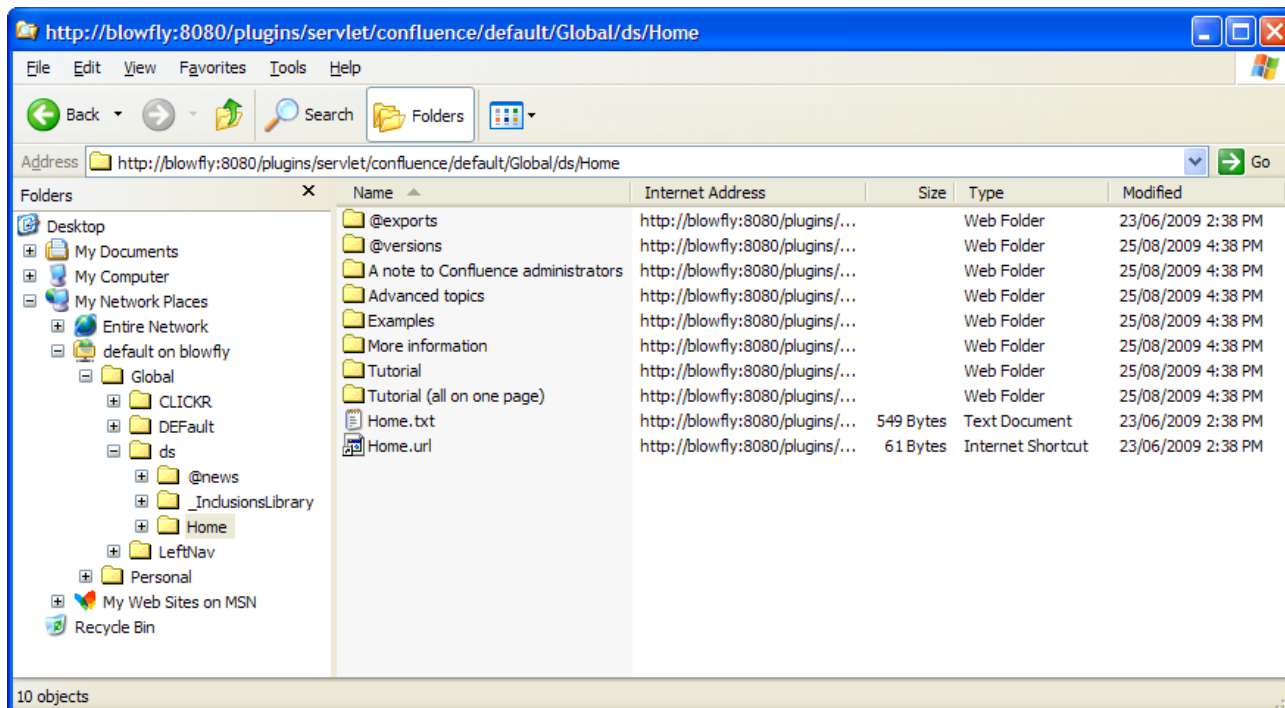 http://blowfly:8080/plugins/servlet/confluence/default/Global/ds/Home
File Edit View Favorites Tools Help
Back Search Folders
Address http://blowfly:8080/plugins/servlet/confluence/default/Global/ds/Home Go
Folders x
Desktop
My Documents
My Computer
My Network Places
Entire Network
default on blowfly
Global
CLICKR
DEFault
ds
@news
_InclusionsLibrary
Home
LeftNav
Personal
My Web Sites on MSN
Recycle Bin
Name Internet Address Size Type Modified
@exports http://blowfly:8080/plugins/... Web Folder 23/06/2009 2:38 PM
@versions http://blowfly:8080/plugins/... Web Folder 25/08/2009 4:38 PM
A note to Confluence administrators http://blowfly:8080/plugins/... Web Folder 25/08/2009 4:38 PM
Advanced topics http://blowfly:8080/plugins/... Web Folder 25/08/2009 4:38 PM
Examples http://blowfly:8080/plugins/... Web Folder 25/08/2009 4:38 PM
More information http://blowfly:8080/plugins/... Web Folder 25/08/2009 4:38 PM
Tutorial http://blowfly:8080/plugins/... Web Folder 25/08/2009 4:38 PM
Tutorial (all on one page) http://blowfly:8080/plugins/... Web Folder 25/08/2009 4:38 PM
Home.txt http://blowfly:8080/plugins/... 549 Bytes Text Document 23/06/2009 2:38 PM
Home.url http://blowfly:8080/plugins/... 61 Bytes Internet Shortcut 23/06/2009 2:38 PM
10 objects